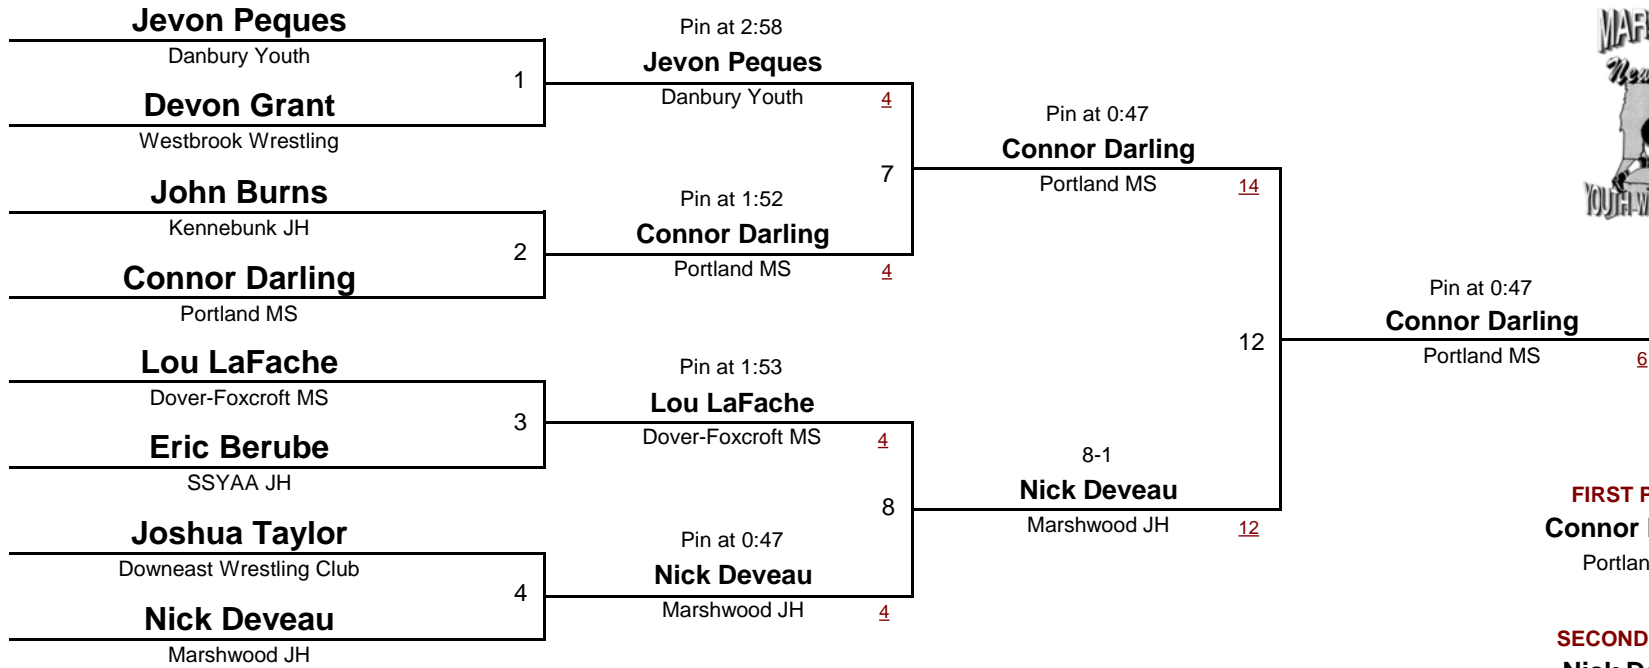 Jevon Peques
Danbury Youth
1
Devon Grant
Westbrook Wrestling
John Burns
Kennebunk JH
2
Connor Darling
Portland MS
Lou LaFache
Dover-Foxcroft MS
3
Eric Berube
SSYAA JH
Joshua Taylor
Downeast Wrestling Club
4
Nick Deveau
Marshwood JH
Pin at 2:58
Jevon Peques
Danbury Youth 4
7
Pin at 1:52
Connor Darling
Portland MS 4
Pin at 1:53
Lou LaFache
Dover-Foxcroft MS 4
8
Pin at 0:47
Nick Deveau
Marshwood JH 4
Pin at 0:47
Connor Darling
Portland MS 14
12
8-1
Nick Deveau
Marshwood JH 12
Pin at 0:47
Connor Darling
Portland MS 6
FIRST
Connor
SECOND
Nick
YOUTH